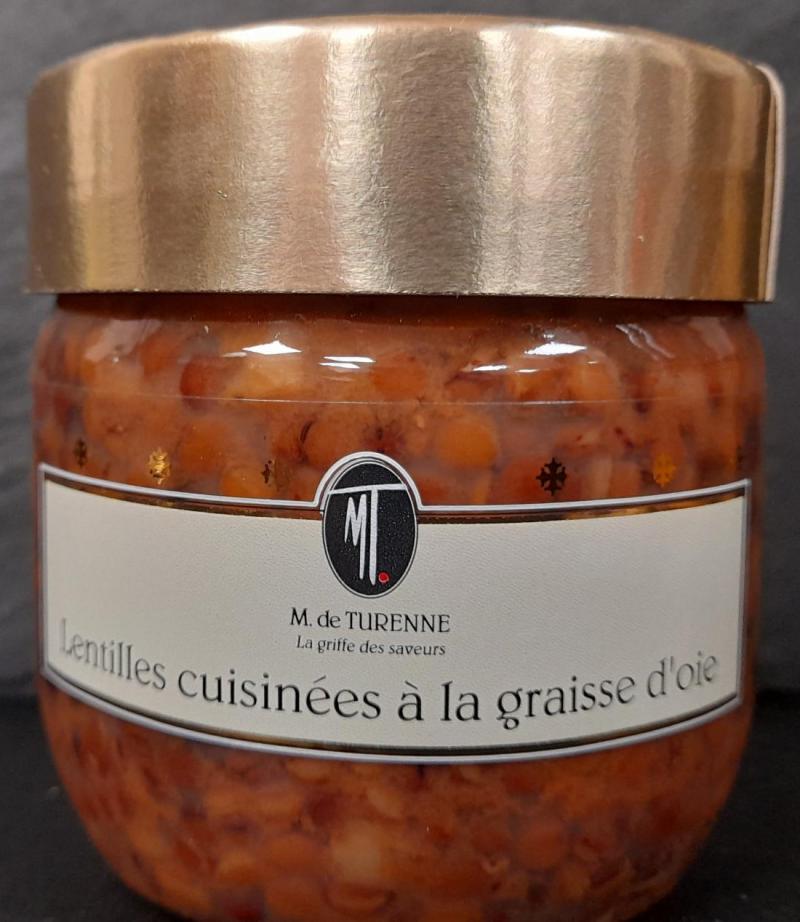 MT.
M. de TURENNE
La griffe des saveurs
Lentilles cuisinées à la graisse d'oie